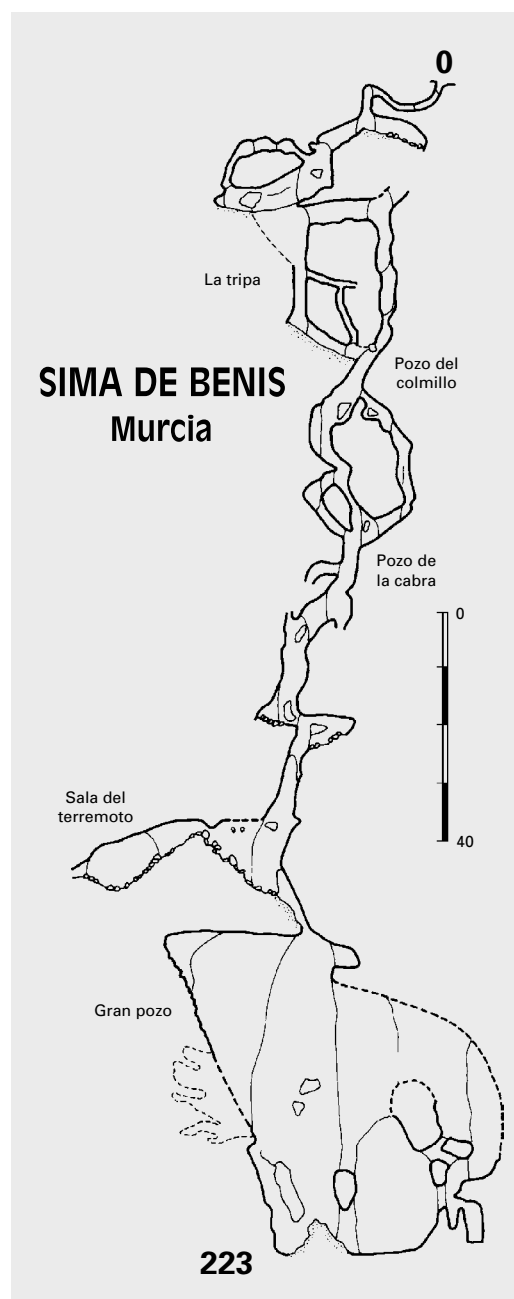 0
La tripa
Pozo del
colmillo
SIMA DE BENIS
Murcia
Pozo de
la cabra
0
Sala del
terremoto
40
Gran pozo
223